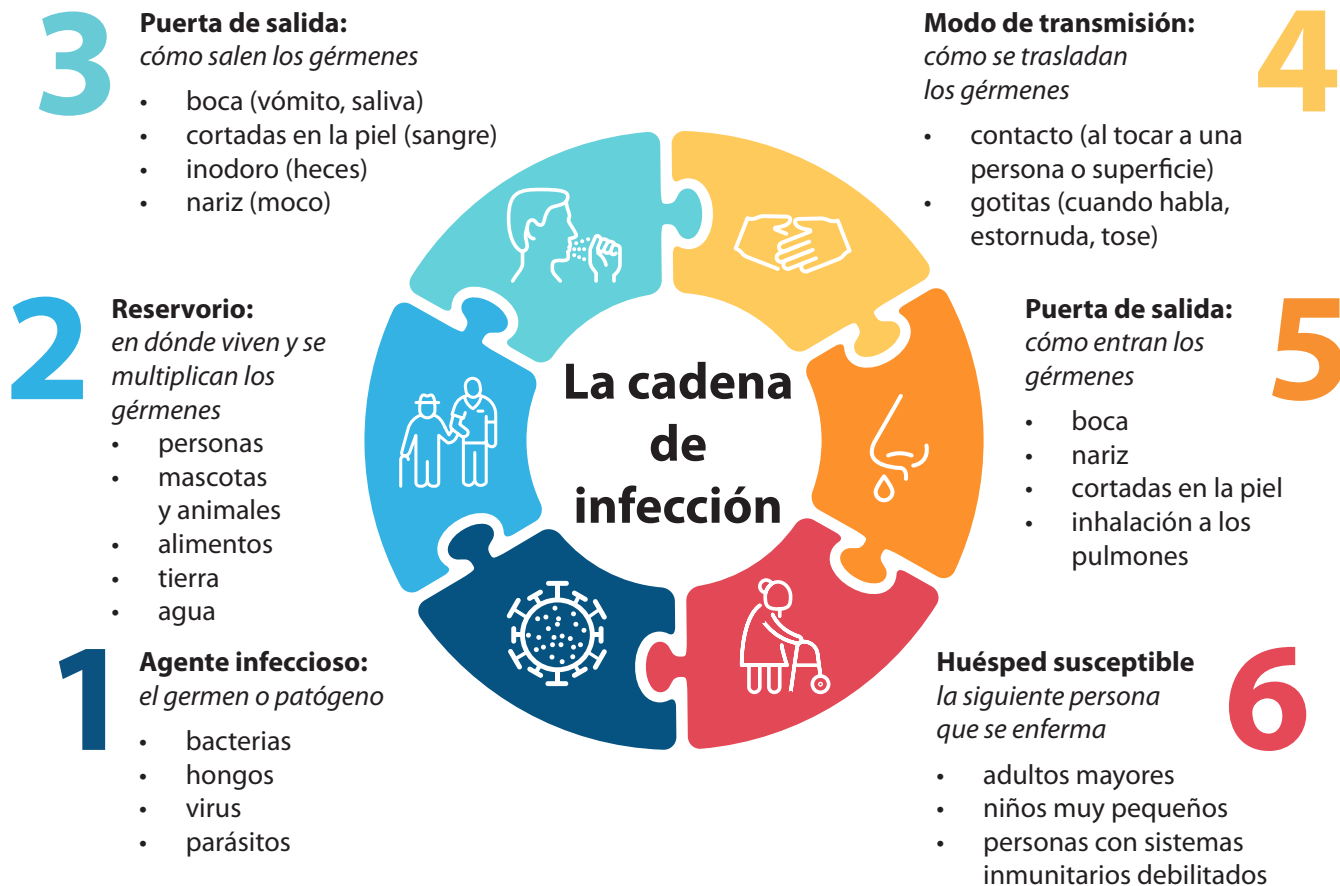 3
Puerta de salida:
cómo salen los gérmenes
• boca (vómito, saliva)
• cortadas en la piel (sangre)
• inodoro (heces)
• nariz (moco)
4
Modo de transmisión:
cómo se trasladan
los gérmenes
• contacto (al tocar a una
persona o superficie)
• gotitas (cuando habla,
estornuda, tose)
2
Reservorio:
en dónde viven y se
multiplican los
gérmenes
• personas
• mascotas
y animales
• alimentos
• tierra
• agua
La cadena
de
infección
5
Puerta de salida:
cómo entran los
gérmenes
• boca
• nariz
• cortadas en la piel
• inhalación a los
pulmones
1
Agente infeccioso:
el germen o patógeno
• bacterias
• hongos
• virus
• parásitos
6
Huésped susceptible
la siguiente persona
que se enferma
• adultos mayores
• niños muy pequeños
• personas con sistemas
inmunitarios debilitados